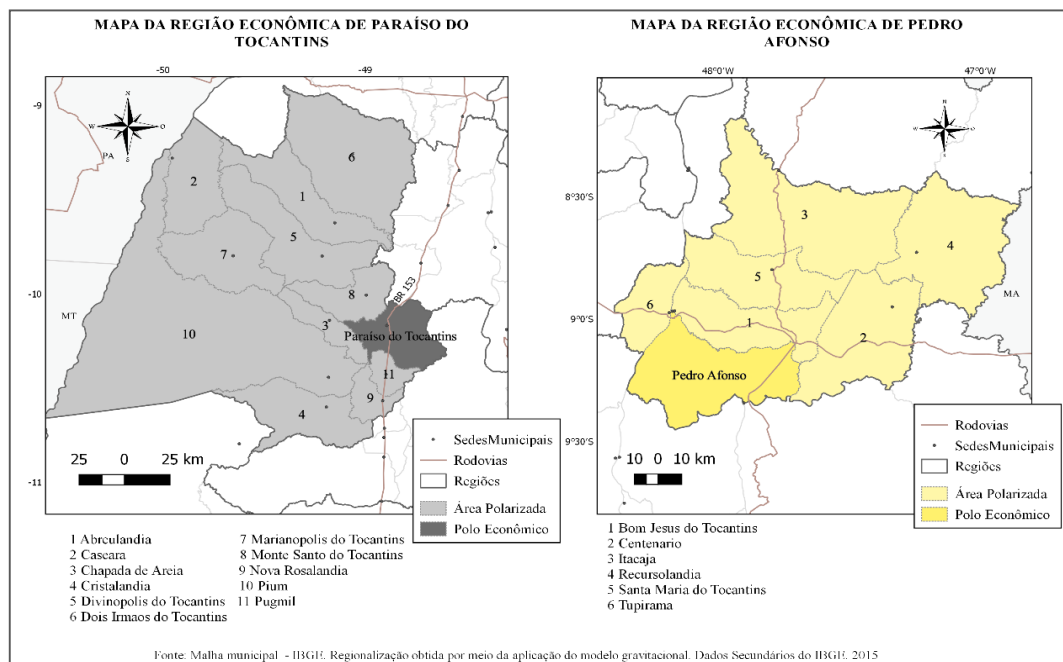 MAPA DA REGIÃO ECONÔMICA DE PARAÍSO DO
TOCANTINS
-50
-49
-9
-10
-11
N
W
O
S
PA
MT
6
2
1
5
7
8
BR 153
3
10
Paraíso do Tocantins
11
9
4
25 0 25 km
SedesMunicipais
Rodovias
Regiões
Área Polarizada
Polo Econômico
1 Abreulandia
2 Caseara
3 Chapada de Areia
4 Cristalandia
5 Divinopolis do Tocantins
6 Dois Irmaos do Tocantins
7 Marianopolis do Tocantins
8 Monte Santo do Tocantins
9 Nova Rosalandia
10 Pium
11 Pugmil
MAPA DA REGIÃO ECONÔMICA DE PEDRO
AFONSO
48°0'W
47°0'W
8°30'S
9°0'S
9°30'S
N
W
O
S
MA
3
4
5
6
1
2
Pedro Afonso
10 0 10 km
Rodovias
SedesMunicipais
Regiões
Área Polarizada
Polo Econômico
1 Bom Jesus do Tocantins
2 Centenario
3 Itacaja
4 Recursolandia
5 Santa Maria do Tocantins
6 Tupirama
Fonte: Malha municipal - IBGE. Regionalização obtida por meio da aplicação do modelo gravitacional. Dados Secundários do IBGE. 2015